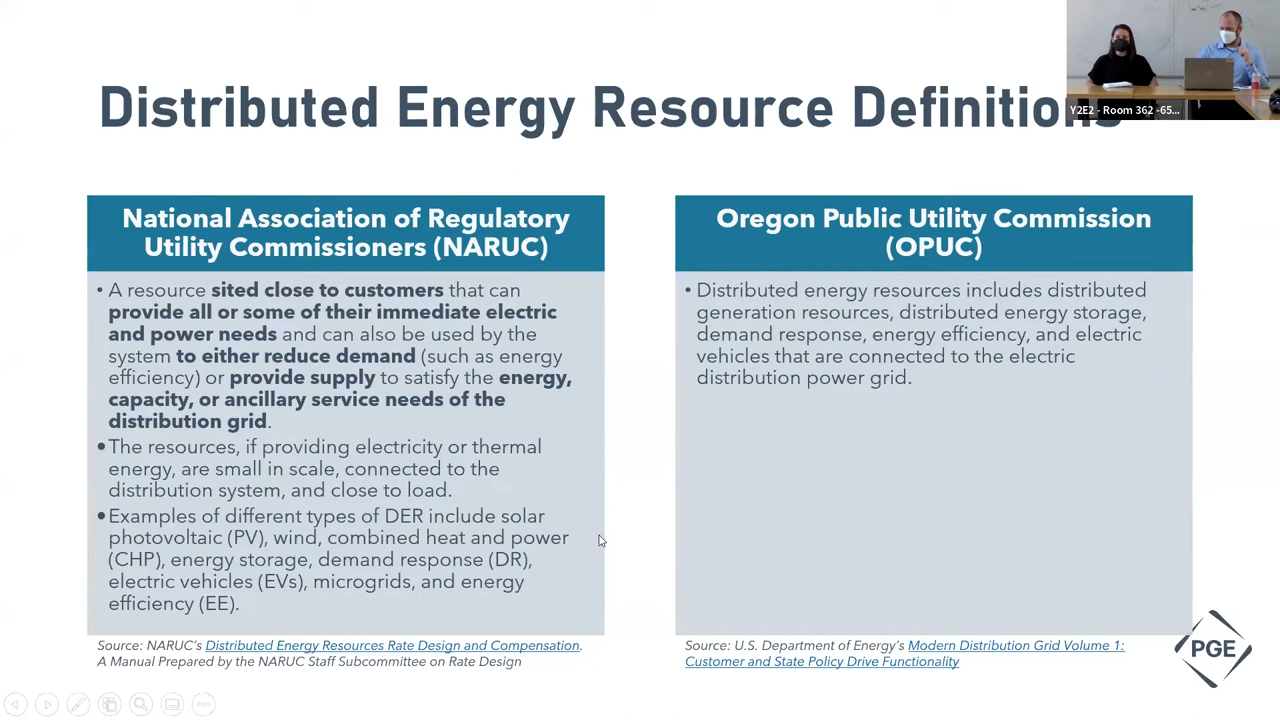 Distributed Energy Resource Definitions
Y2E2 - Room 362 -65...
National Association of Regulatory
Utility Commissioners (NARUC)
• A resource sited close to customers that can
provide all or some of their immediate electric
and power needs and can also be used by the
system to either reduce demand (such as energy
efficiency) or provide supply to satisfy the energy,
capacity, or ancillary service needs of the
distribution grid.
•The resources, if providing electricity or thermal
energy, are small in scale, connected to the
distribution system, and close to load.
•Examples of different types of DER include solar
photovoltaic (PV), wind, combined heat and power
(CHP), energy storage, demand response (DR),
electric vehicles (EVs), microgrids, and energy
efficiency (EE).
Source: NARUC's Distributed Energy Resources Rate Design and Compensation.
A Manual Prepared by the NARUC Staff Subcommittee on Rate Design
Oregon Public Utility Commission
(OPUC)
• Distributed energy resources includes distributed
generation resources, distributed energy storage,
demand response, energy efficiency, and electric
vehicles that are connected to the electric
distribution power grid.
Source: U.S. Department of Energy's Modern Distribution Grid Volume 1:
Customer and State Policy Drive Functionality
PGE